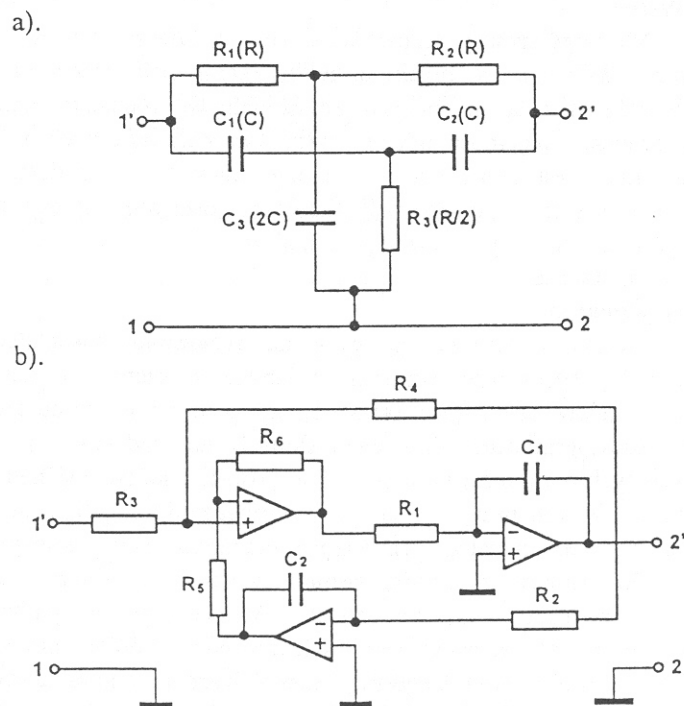 a).
R₁(R) R₂(R)
1' 2'
C₁(C) C₂(C)
C₃(2C) R₃(R/2)
1 2
b).
R₄
R₆
C₁
R₃ R₁
1' - + - + 2'
C₂
R₅ R₂
- +
1 2